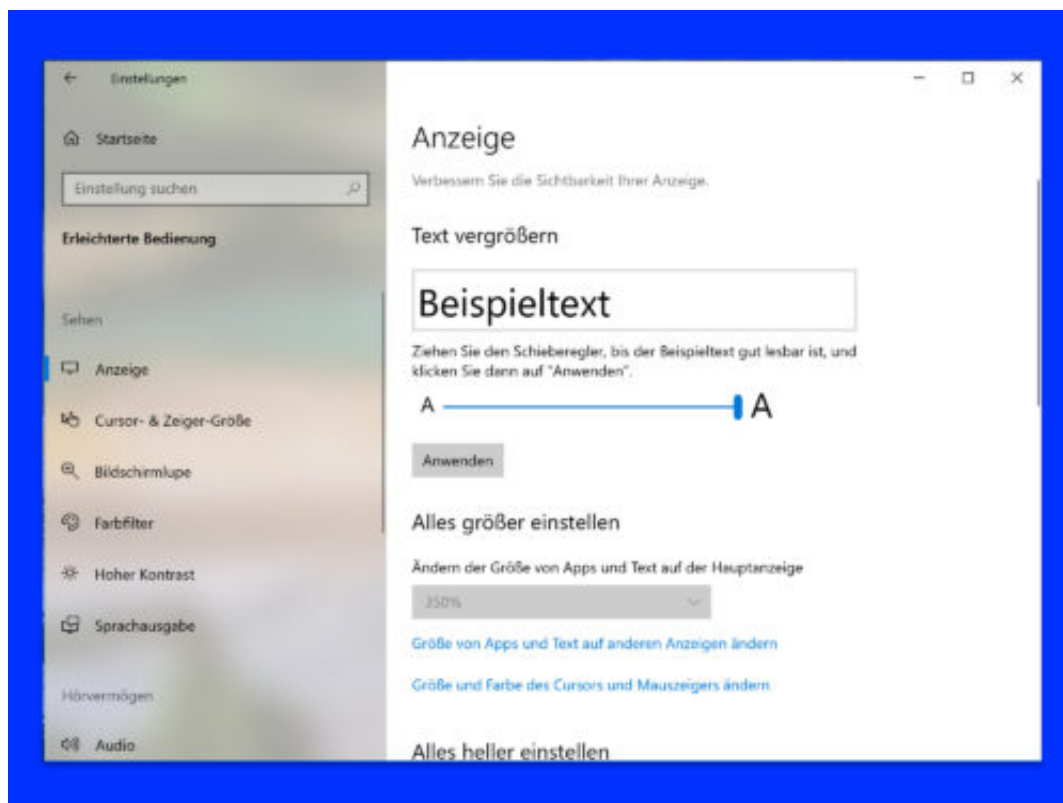 Einstellungen
Startseite
Einstellung suchen
Erleichterte Bedienung
Sehen
Anzeige
Cursor- & Zeiger-Größe
Bildschirmlupe
Farbfilter
Hoher Kontrast
Sprachausgabe
Hörvermögen
Audio
Anzeige
Verbessern Sie die Sichtbarkeit Ihrer Anzeige.
Text vergrößern
Beispieltext
Ziehen Sie den Schieberegler, bis der Beispieltext gut lesbar ist, und
klicken Sie dann auf "Anwenden".
A A
Anwenden
Alles größer einstellen
Ändern der Größe von Apps und Text auf der Hauptanzeige
350%
Größe von Apps und Text auf anderen Anzeigen ändern
Größe und Farbe des Cursors und Mauszeigers ändern
Alles heller einstellen